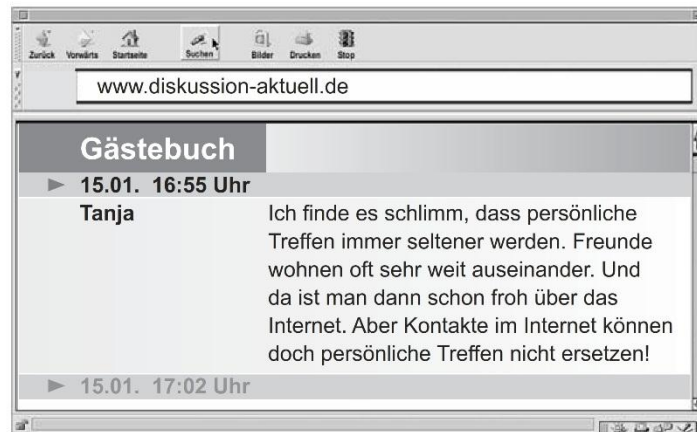 Zurück Vorwärts Startseite Suchen Bilder Drucken Stop
www.diskussion-aktuell.de
Gästebuch
15.01. 16:55 Uhr
Tanja
Ich finde es schlimm, dass persönliche
Treffen immer seltener werden. Freunde
wohnen oft sehr weit auseinander. Und
da ist man dann schon froh über das
Internet. Aber Kontakte im Internet können
doch persönliche Treffen nicht ersetzen!
15.01. 17:02 Uhr